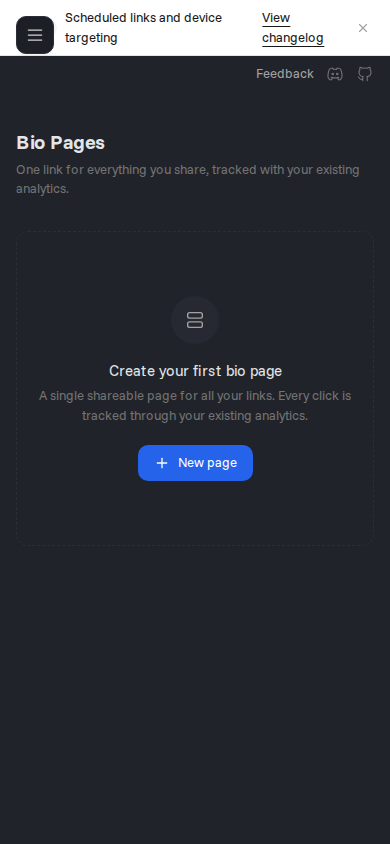 Scheduled links and device
targeting
View
changelog
Feedback
Bio Pages
One link for everything you share, tracked with your existing
analytics.
Create your first bio page
A single shareable page for all your links. Every click is
tracked through your existing analytics.
New page